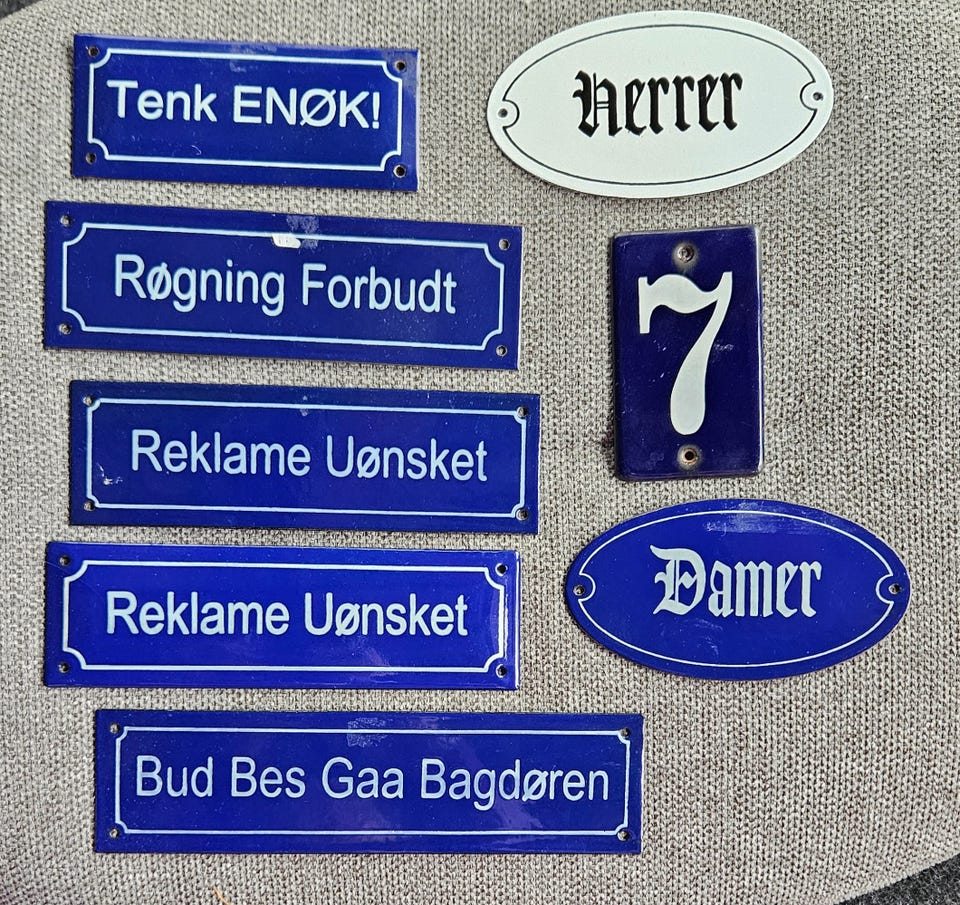 Tenk ENØK!
Herrer
Røgning Forbudt
7
Reklame Uønsket
Reklame Uønsket
Damer
Bud Bes Gaa Bagdøren